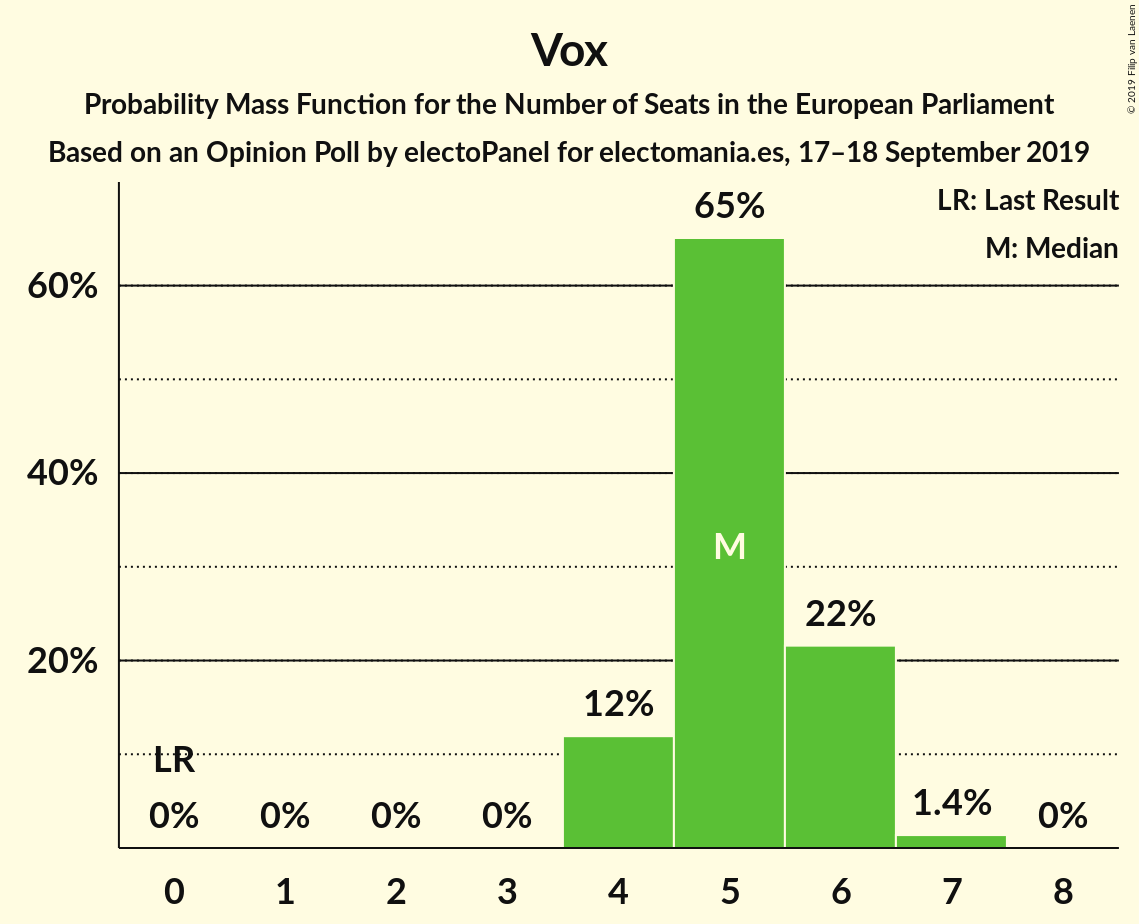 Vox
Probability Mass Function for the Number of Seats in the European Parliament
Based on an Opinion Poll by electoPanel for electomania.es, 17–18 September 2019
© 2019 Filip van Laenen
LR: Last Result
M: Median
60%
40%
20%
65%
M
22%
12%
LR
0%
0%
0%
0%
1.4%
0%
0
1
2
3
4
5
6
7
8